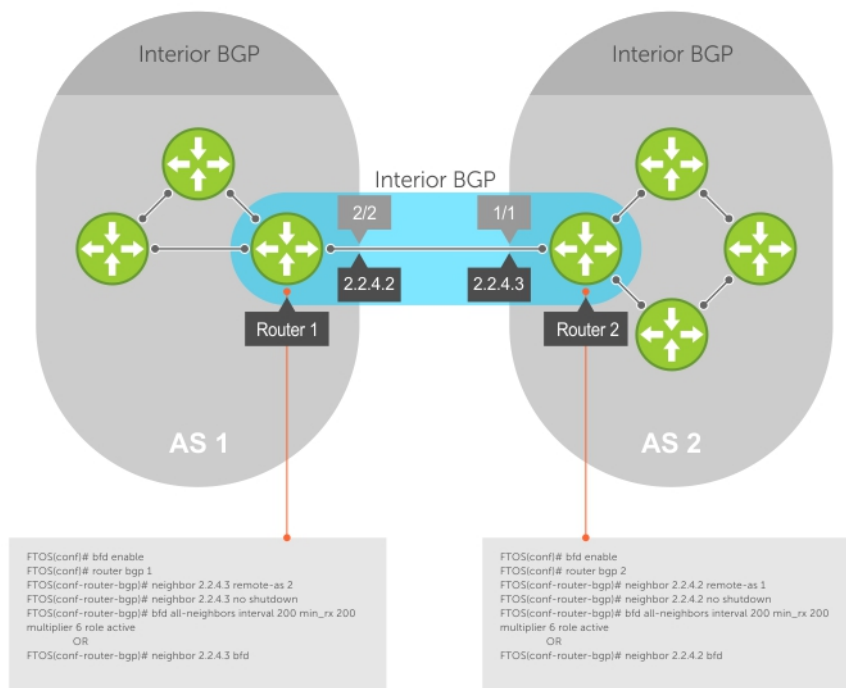 Interior BGP
Interior BGP
Interior BGP
2/2
1/1
2.2.4.2
2.2.4.3
Router 1
Router 2
AS 1
AS 2
FTOS(conf)# bfd enable
FTOS(conf)# router bgp 1
FTOS(conf-router-bgp)# neighbor 2.2.4.3 remote-as 2
FTOS(conf-router-bgp)# neighbor 2.2.4.3 no shutdown
FTOS(conf-router-bgp)# bfd all-neighbors interval 200 min_rx 200
multiplier 6 role active
OR
FTOS(conf-router-bgp)# neighbor 2.2.4.3 bfd
FTOS(conf)# bfd enable
FTOS(conf)# router bgp 2
FTOS(conf-router-bgp)# neighbor 2.2.4.2 remote-as 1
FTOS(conf-router-bgp)# neighbor 2.2.4.2 no shutdown
FTOS(conf-router-bgp)# bfd all-neighbors interval 200 min_rx 200
multiplier 6 role active
OR
FTOS(conf-router-bgp)# neighbor 2.2.4.2 bfd